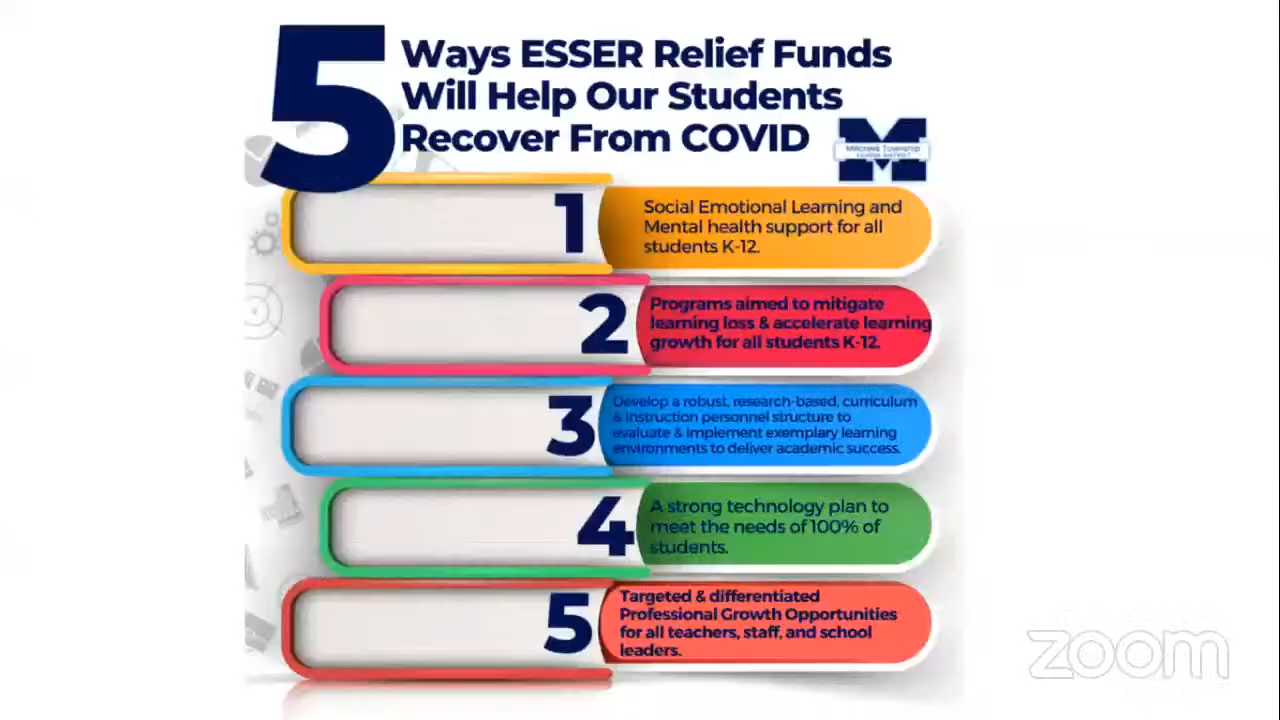 5
Ways ESSER Relief Funds
Will Help Our Students
Recover From COVID
M
Millcreek Township
SCHOOL DISTRICT
1
Social Emotional Learning and
Mental health support for all
students K-12.
2
Programs aimed to mitigate
learning loss & accelerate learning
growth for all students K-12.
3
Develop a robust, research-based, curriculum
& instruction personnel structure to
evaluate & implement exemplary learning
environments to deliver academic success.
4
A strong technology plan to
meet the needs of 100% of
students.
5
Targeted & differentiated
Professional Growth Opportunities
for all teachers, staff, and school
leaders.
zoom